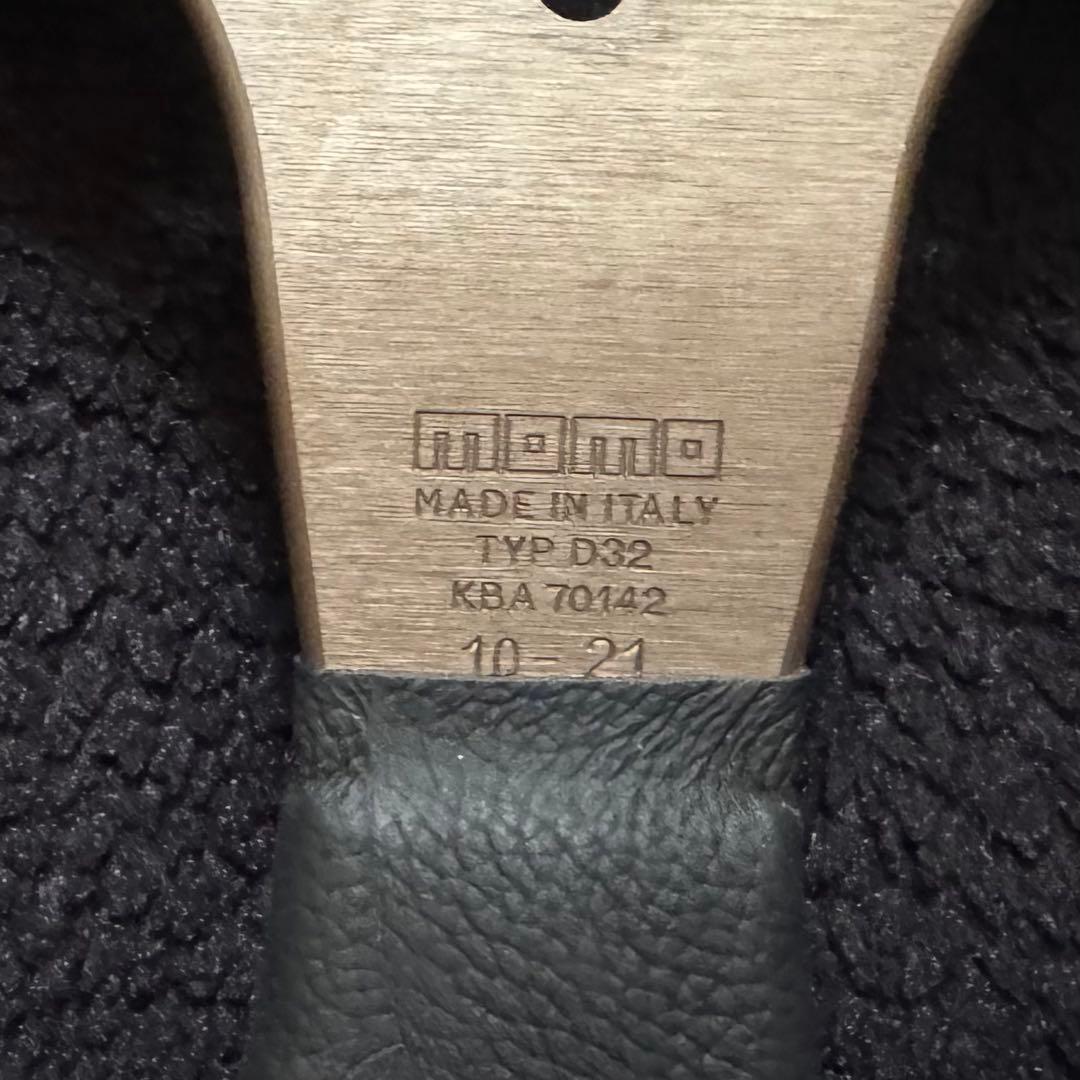 momo
MADE IN ITALY
TYP D32
KBA 70142
10- 21